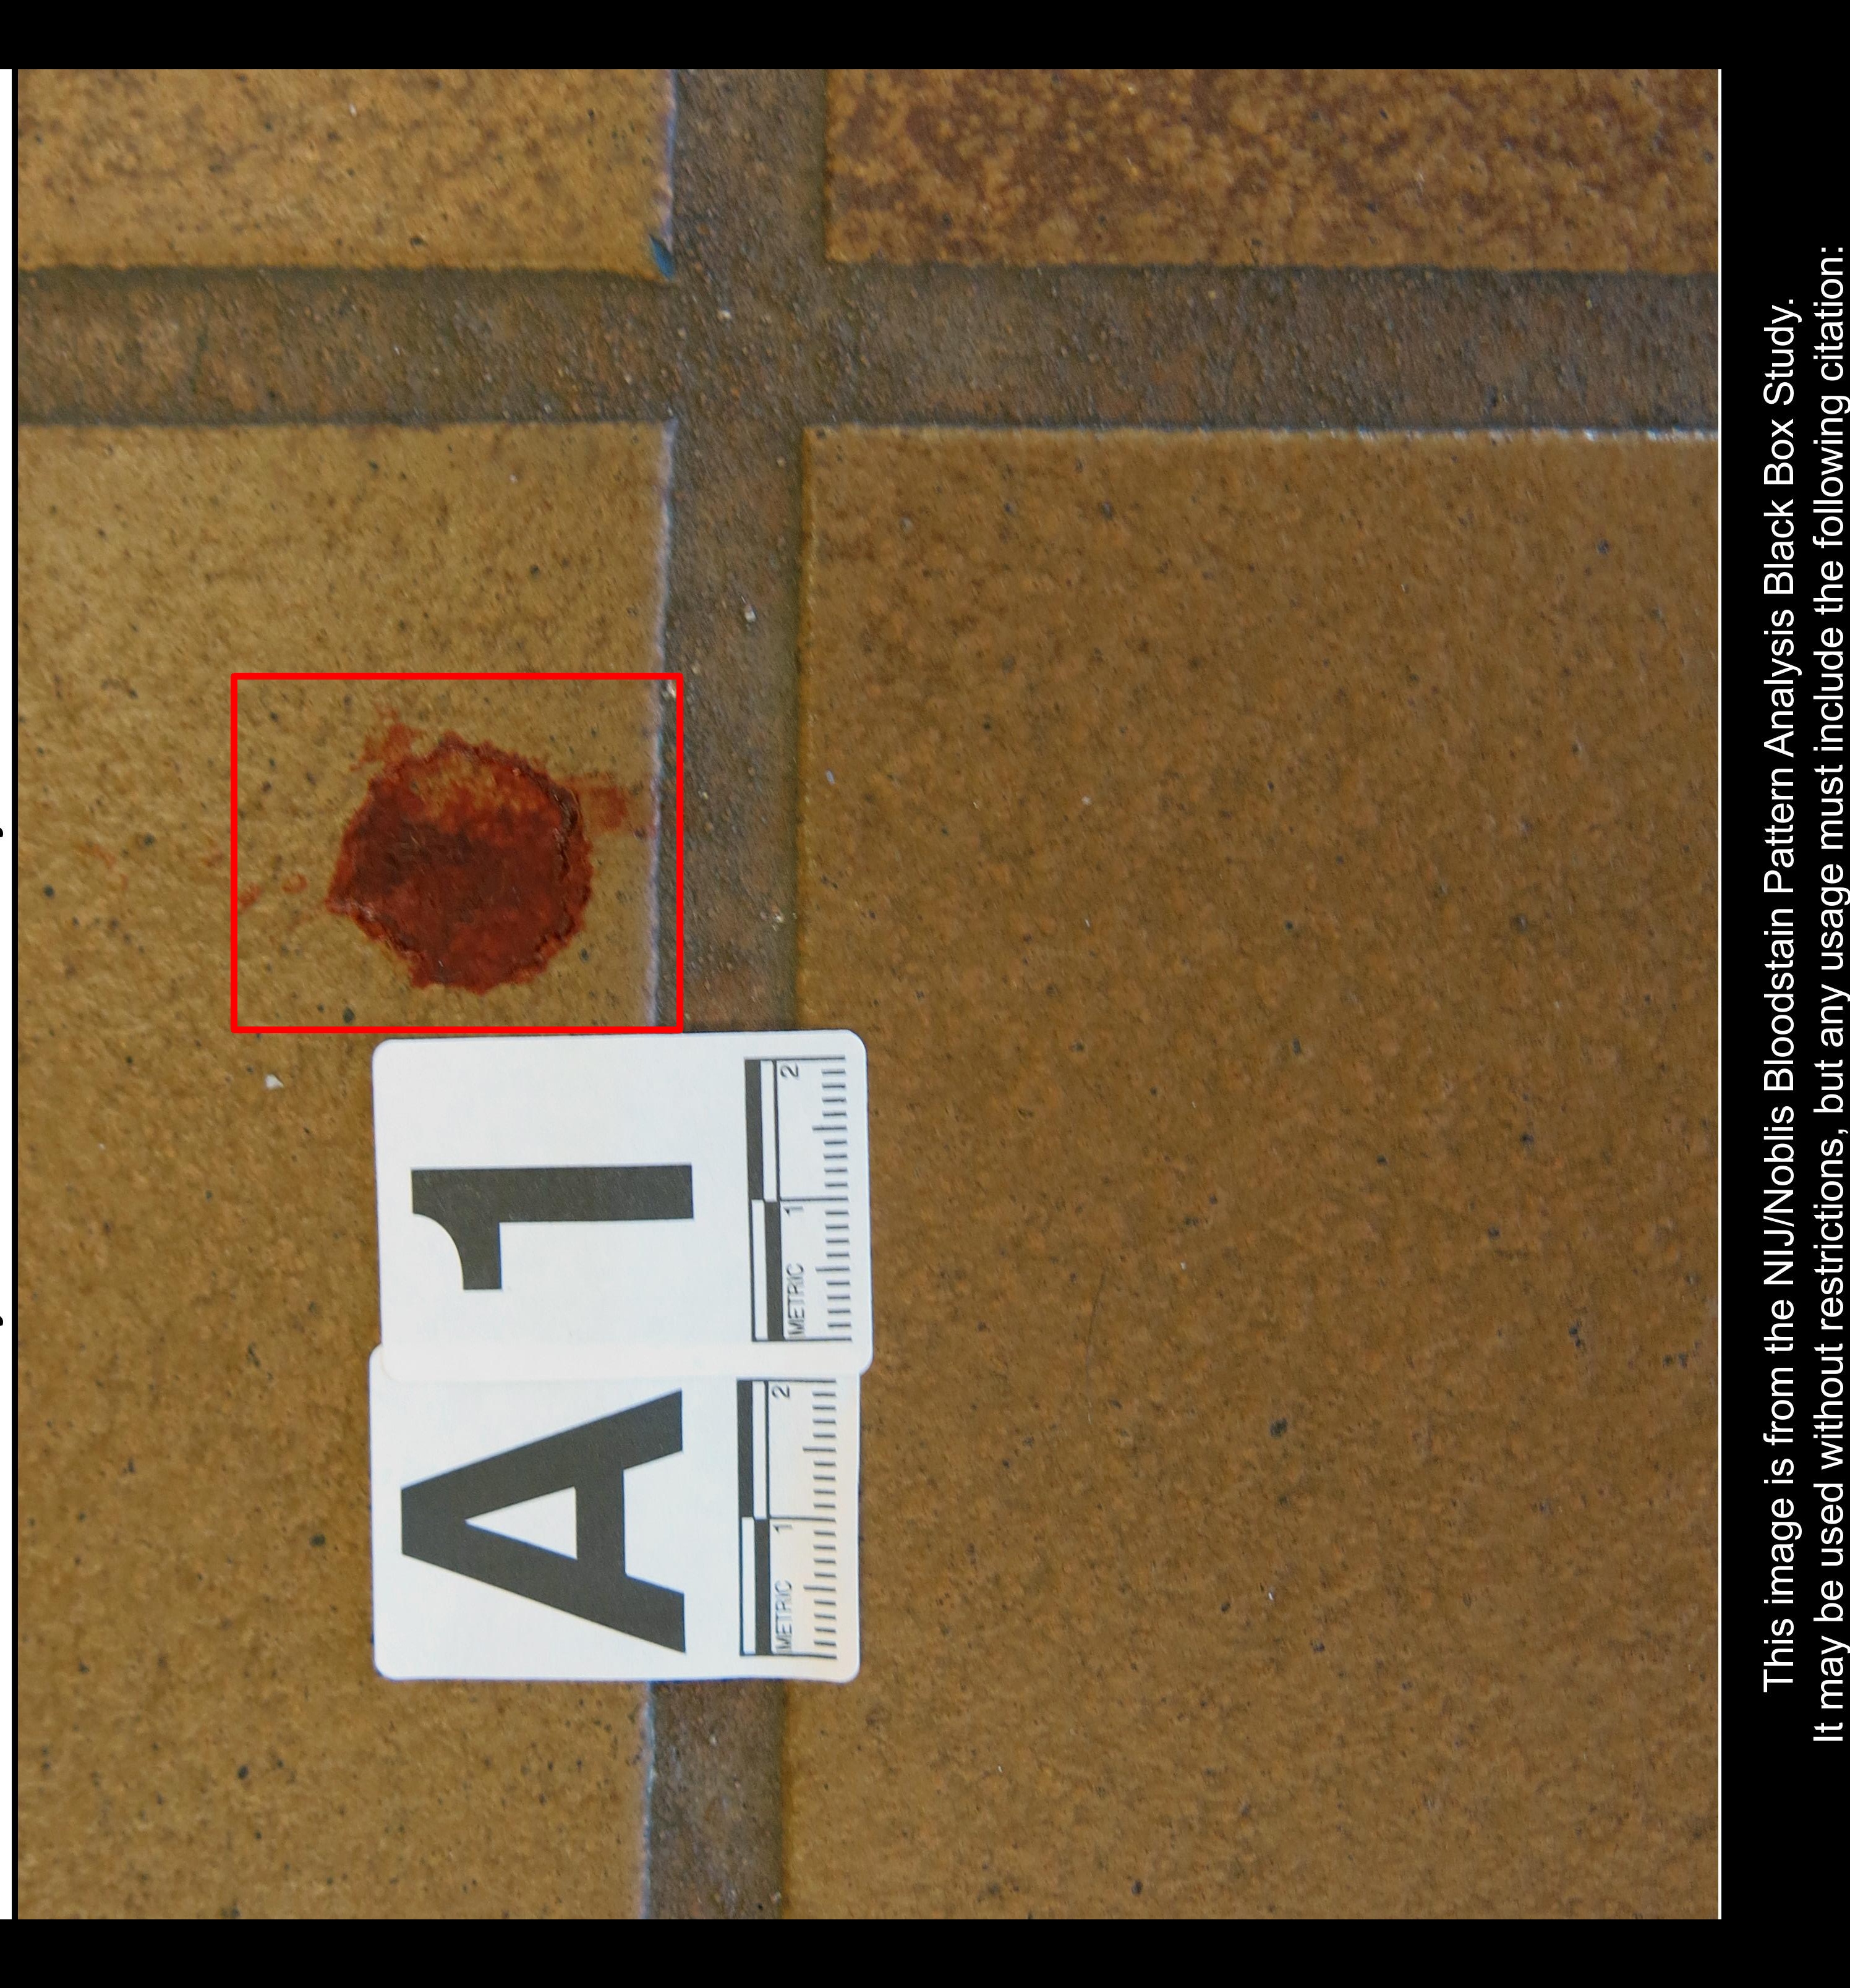 A 1
METRIC 1 2
METRIC 1 2
This image is from the NIJ/Noblis Bloodstain Pattern Analysis Black Box Study.
It may be used without restrictions, but any usage must include the following citation: